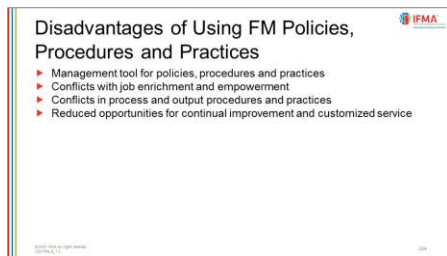 Disadvantages of Using FM Policies,
Procedures and Practices
IFMA
Management tool for policies, procedures and practices
Conflicts with job enrichment and empowerment
Conflicts in process and output procedures and practices
Reduced opportunities for continual improvement and customized service